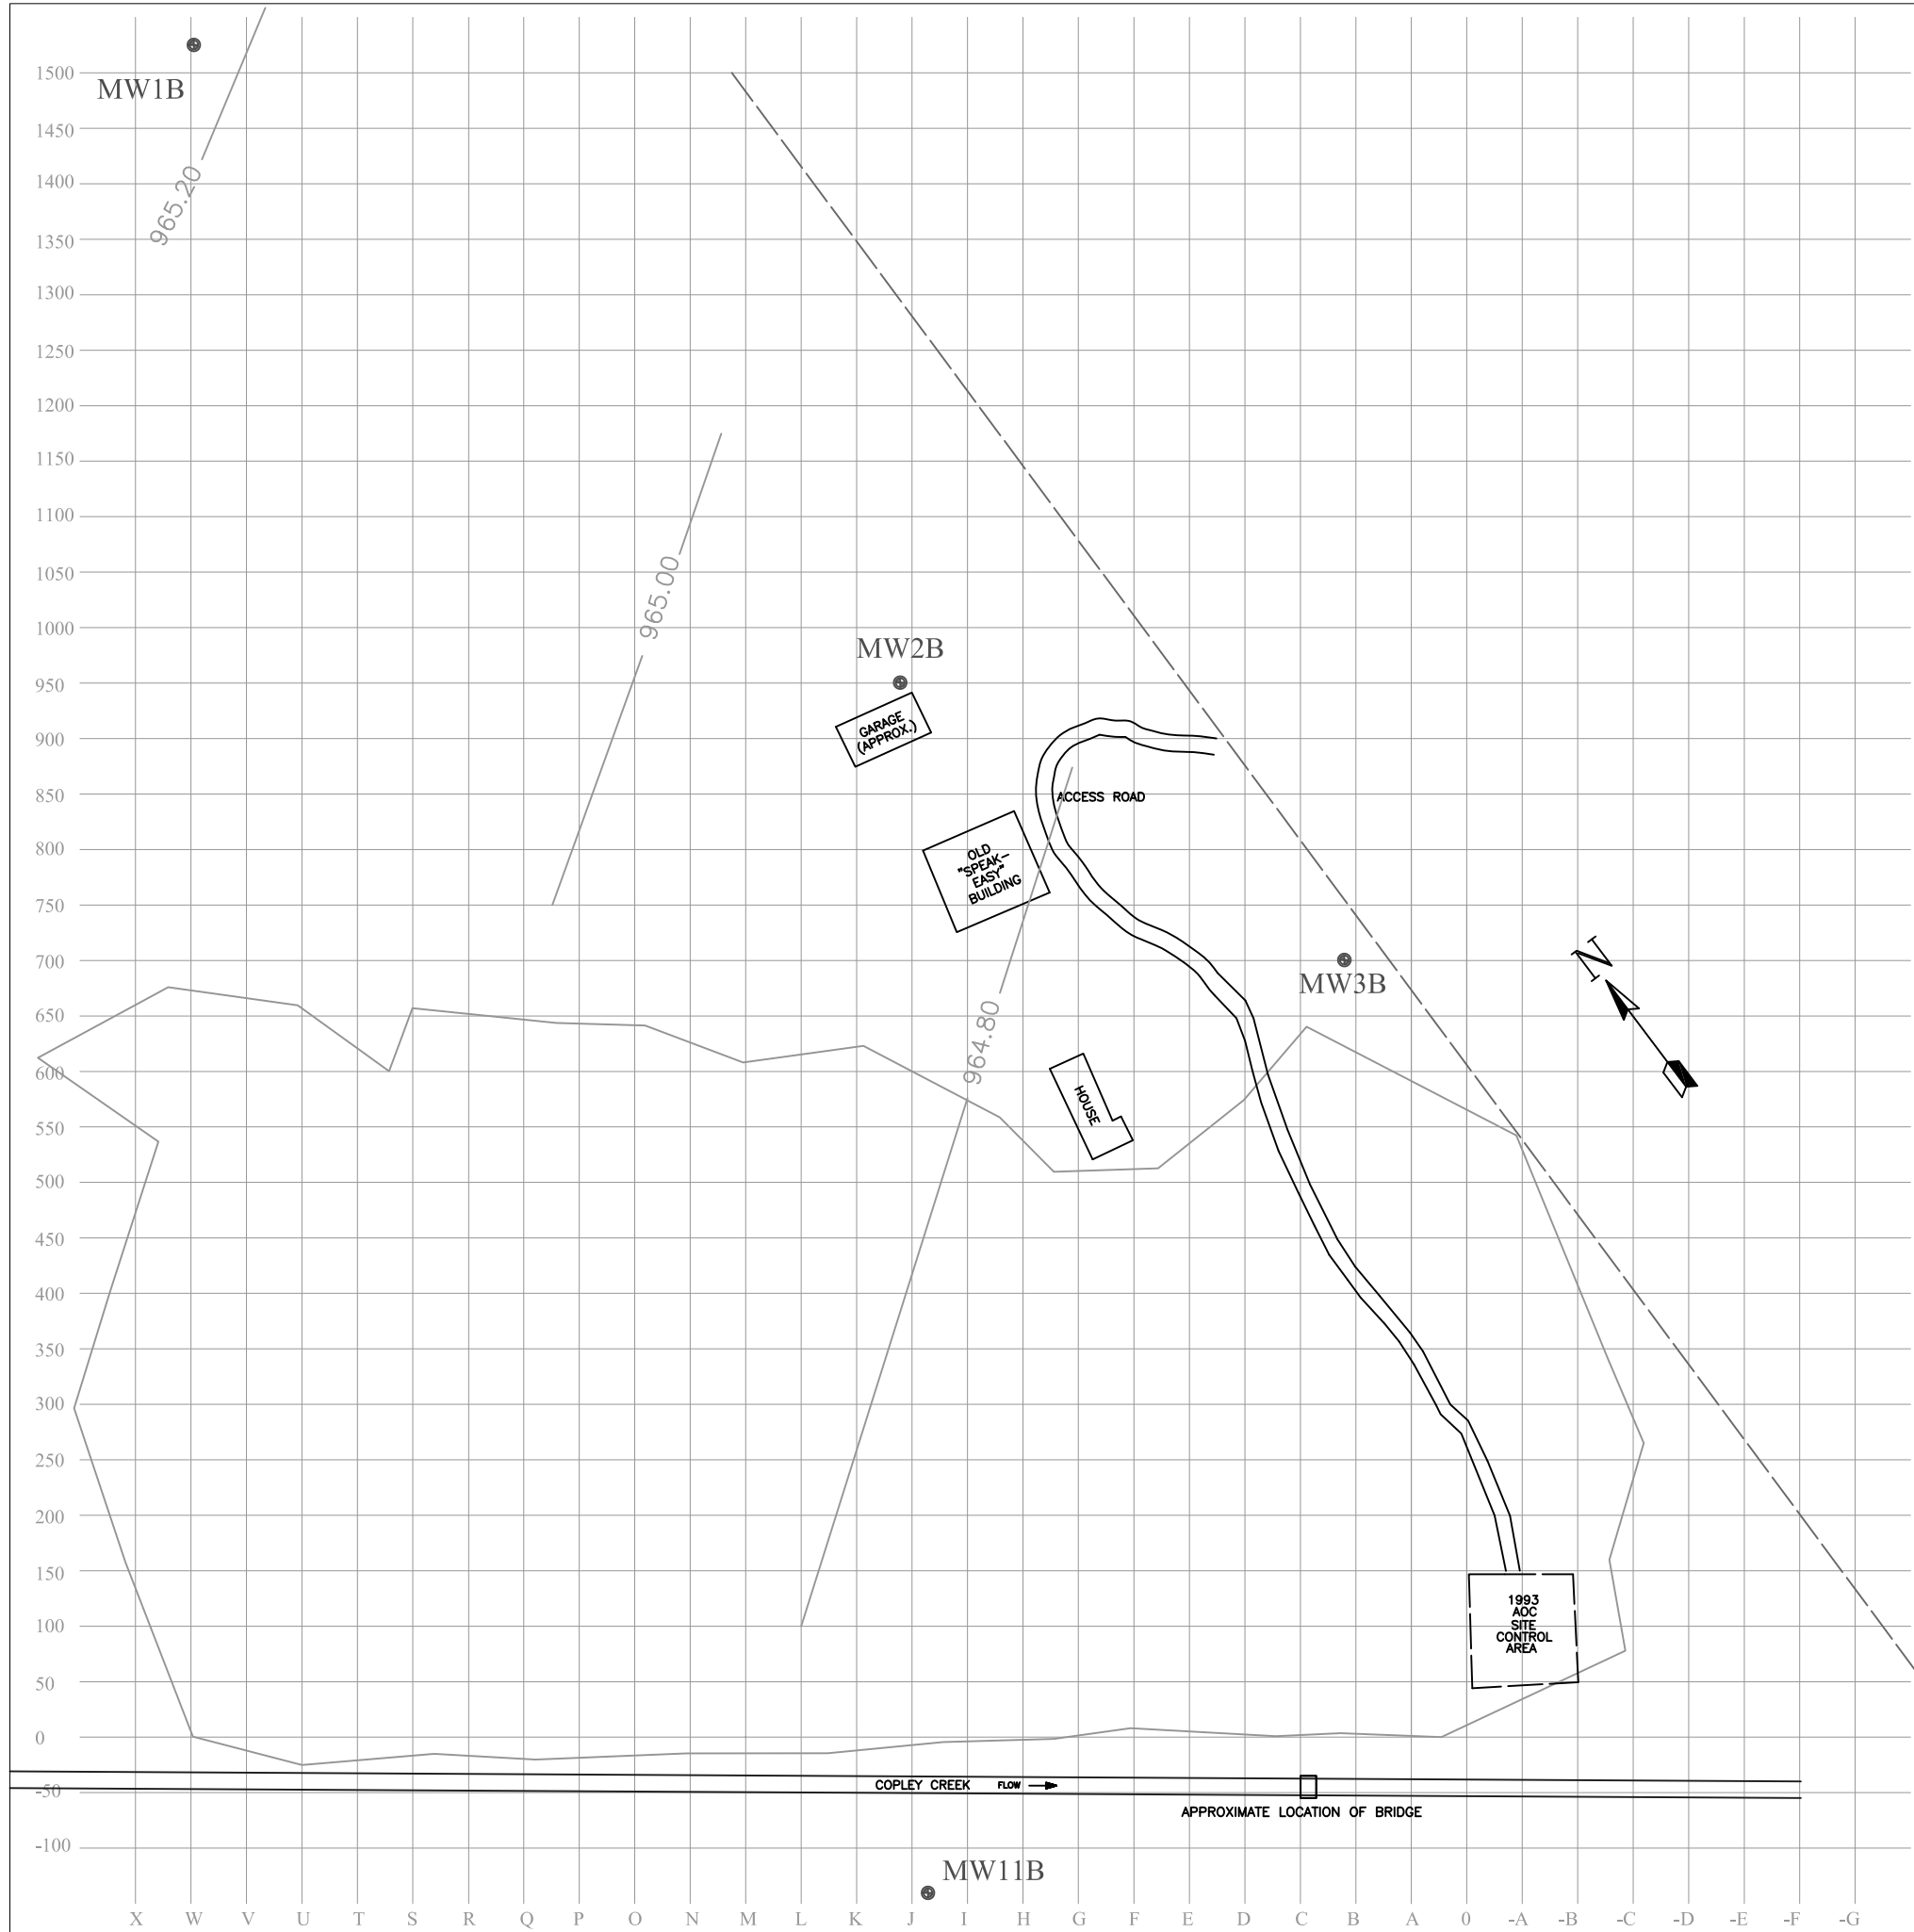 MW1B
1500
1450
1400
1350
1300
1250
1200
1150
1100
1050
1000
950
900
850
800
750
700
650
600
550
500
450
400
350
300
250
200
150
100
50
0
-50
-100
965.20
965.00
964.80
MW2B
GARAGE
(APPROX.)
ACCESS ROAD
OLD
"SPEAK-
EASY"
BUILDING
MW3B
N
HOUSE
1993
AOC
SITE
CONTROL
AREA
COPLEY CREEK FLOW
APPROXIMATE LOCATION OF BRIDGE
MW11B
X W V U T S R Q P O N M L K J I H G F E D C B A 0 -A -B -C -D -E -F -G